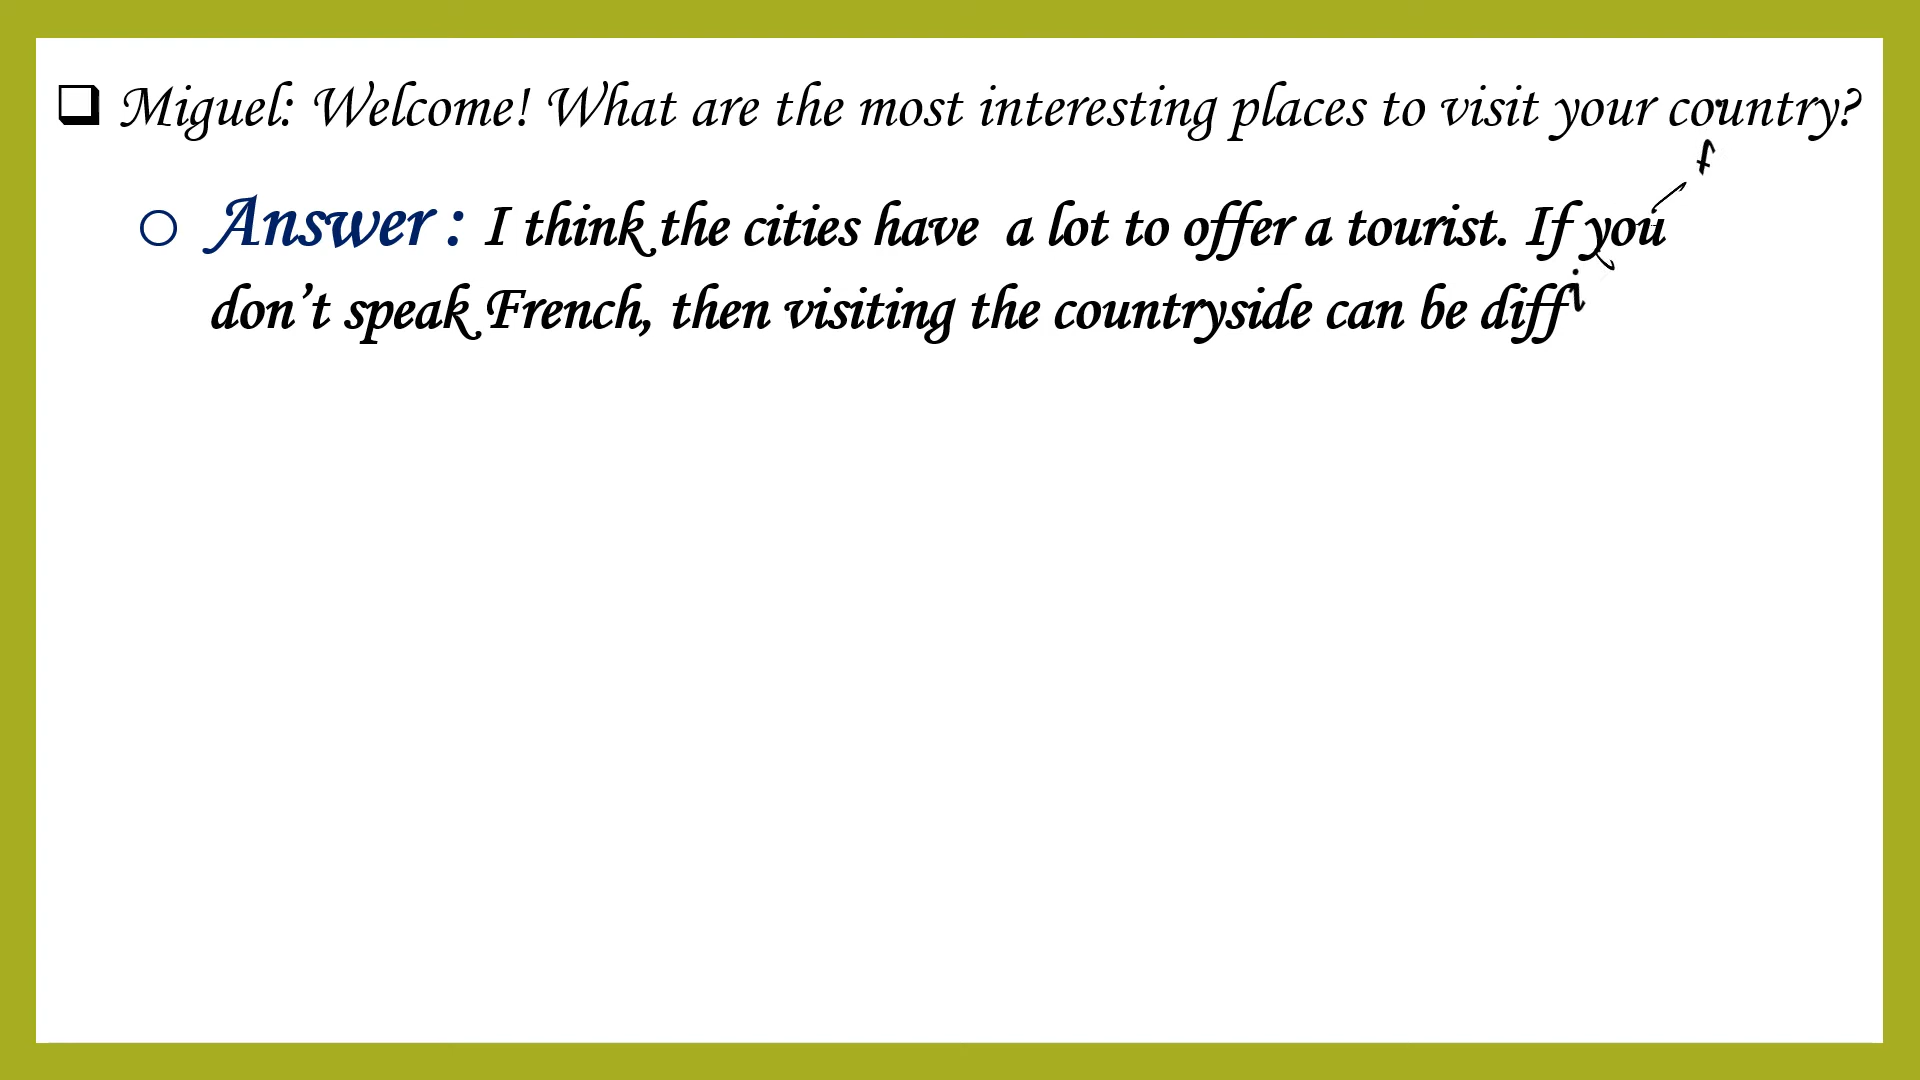 Miguel: Welcome! What are the most interesting places to visit your country?
Answer : I think the cities have a lot to offer a tourist. If you
don't speak French, then visiting the countryside can be diffi